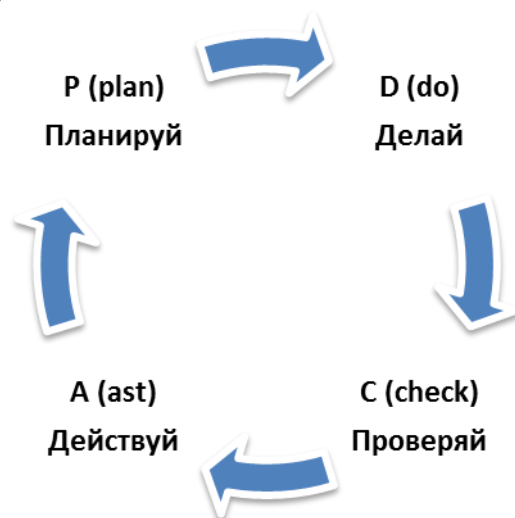 P (plan)
Планируй
D (do)
Делай
C (check)
Проверяй
A (ast)
Действуй